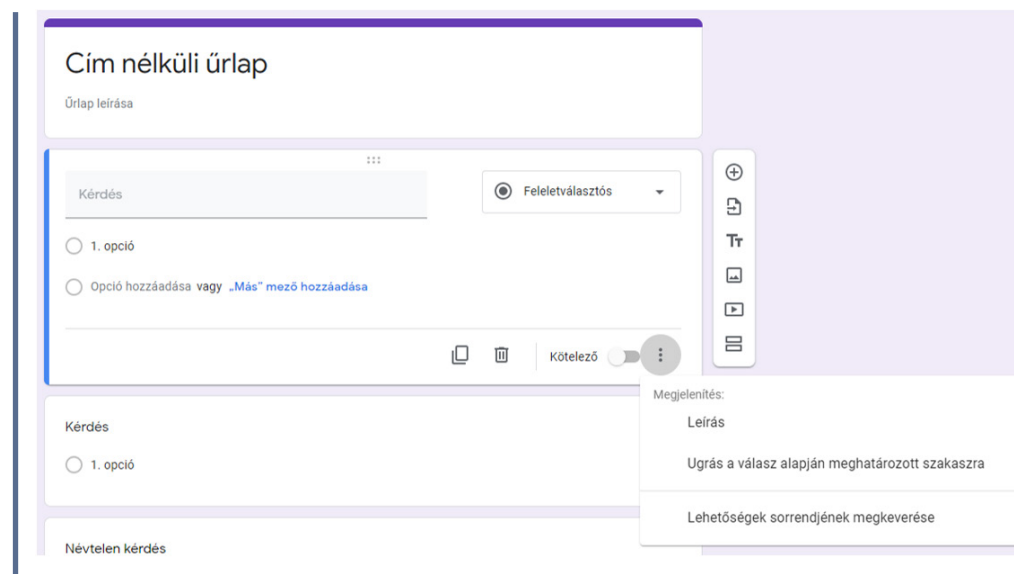 Cím nélküli űrlap
Űrlap leírása
Kérdés
Feleletválasztós
1. opció
Opció hozzáadása vagy „Más” mező hozzáadása
Kötelező
Megjelenítés:
Leírás
Ugrás a válasz alapján meghatározott szakaszra
Lehetőségek sorrendjének megkeverése
Kérdés
1. opció
Névtelen kérdés